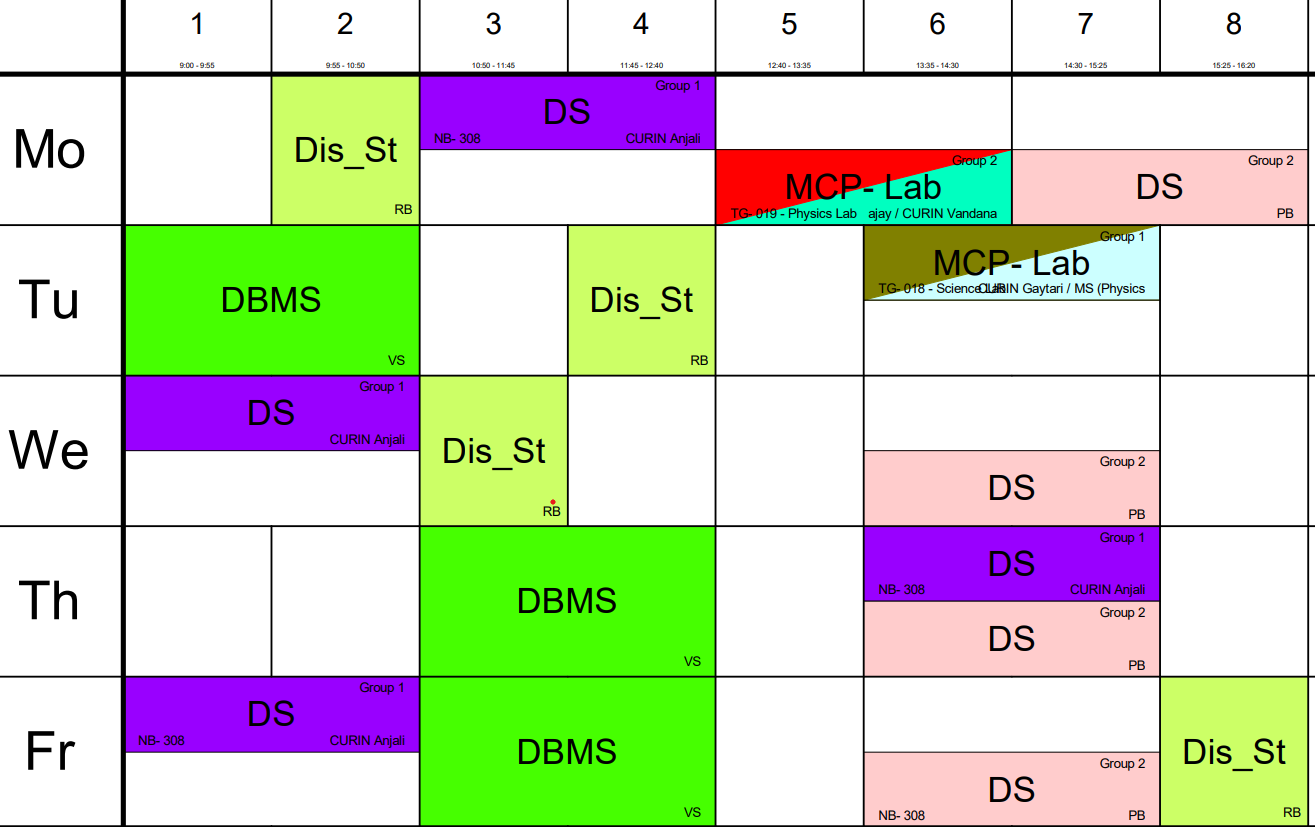 1 2 3 4 5 6 7 8
9:00 - 9:55 9:55 - 10:50 10:50 - 11:45 11:45 - 12:40 12:40 - 13:35 13:35 - 14:30 14:30 - 15:25 15:25 - 16:20
Mo
Dis_St
RB
Group 1
DS
NB- 308 CURIN Anjali
Group 2
MCP- Lab
TG- 019 - Physics Lab ajay / CURIN Vandana
Group 2
DS
PB
Tu
DBMS
VS
Dis_St
RB
Group 1
MCP- Lab
TG- 018 - Science Lab CURIN Gaytari / MS (Physics
We
Group 1
DS
CURIN Anjali
Dis_St
RB
Group 2
DS
PB
Th
DBMS
VS
Group 1
DS
NB- 308 CURIN Anjali
Group 2
DS
PB
Fr
Group 1
DS
NB- 308 CURIN Anjali
DBMS
VS
Group 2
DS
NB- 308 PB
Dis_St
RB